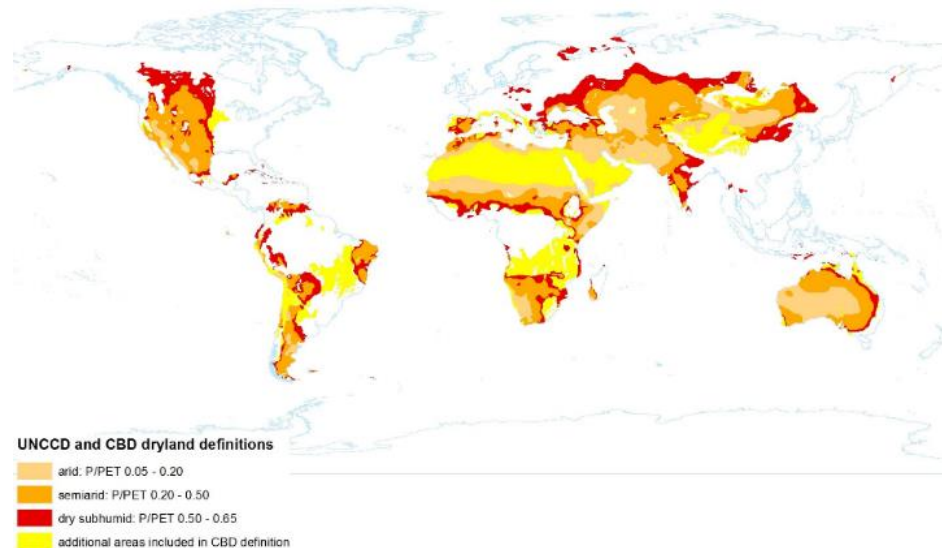 UNCCD and CBD dryland definitions
arid: P/PET 0.05 - 0.20
semiarid: P/PET 0.20 - 0.50
dry subhumid: P/PET 0.50 - 0.65
additional areas included in CBD definition